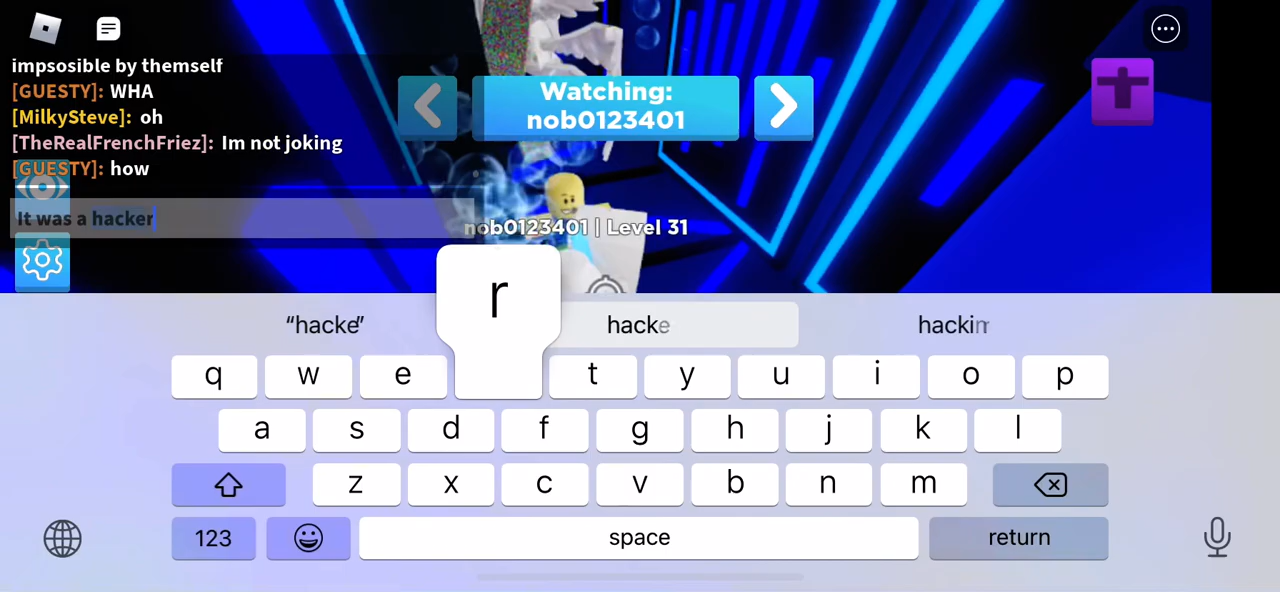 impsosible by themself
[GUESTY]: WHA
[MilkySteve]: oh
[TheRealFrenchFriez]: Im not joking
[GUESTY]: how
It was a hacker
Watching:
nob0123401
nob0123401 | Level 31
r
“hacke” hacke hackin
q w e t y u i o p
a s d f g h j k l
z x c v b n m
123 space return